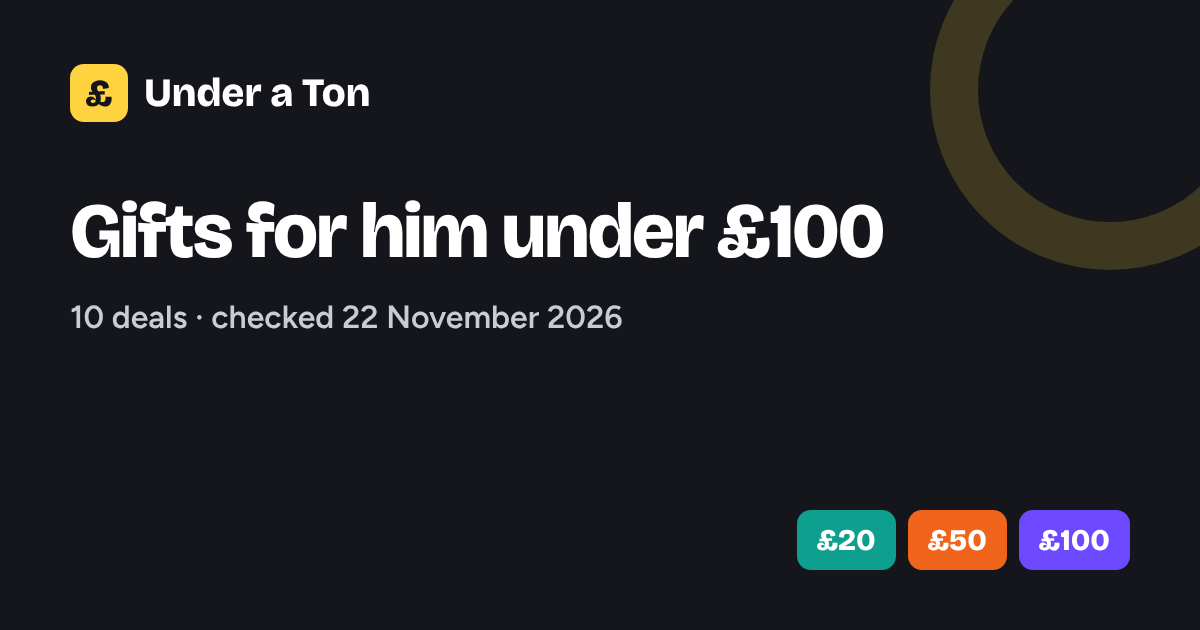 £ Under a Ton
Gifts for him under £100
10 deals · checked 22 November 2026
£20 £50 £100